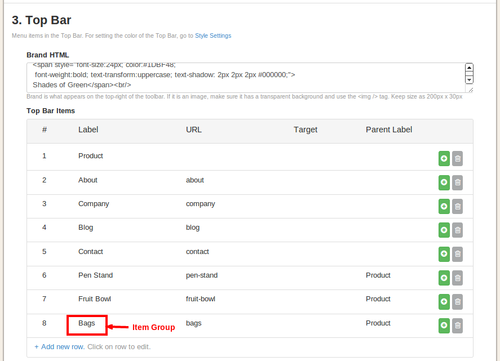 3. Top Bar
Menu items in the Top Bar. For setting the color of the Top Bar, go to Style Settings
Brand HTML
<span style="font-size:24px; color:#1DBF48;
font-weight:bold; text-transform:uppercase; text-shadow: 2px 2px 2px #000000;">
Shades of Green</span><br/>
Brand is what appears on the top-right of the toolbar. If it is an image, make sure it has a transparent background and use the <img /> tag. Keep size as 200px x 30px
Top Bar Items
# Label URL Target Parent Label
1 Product
2 About about
3 Company company
4 Blog blog
5 Contact contact
6 Pen Stand pen-stand Product
7 Fruit Bowl fruit-bowl Product
8 Bags bags Product
Item Group
+ Add new row. Click on row to edit.